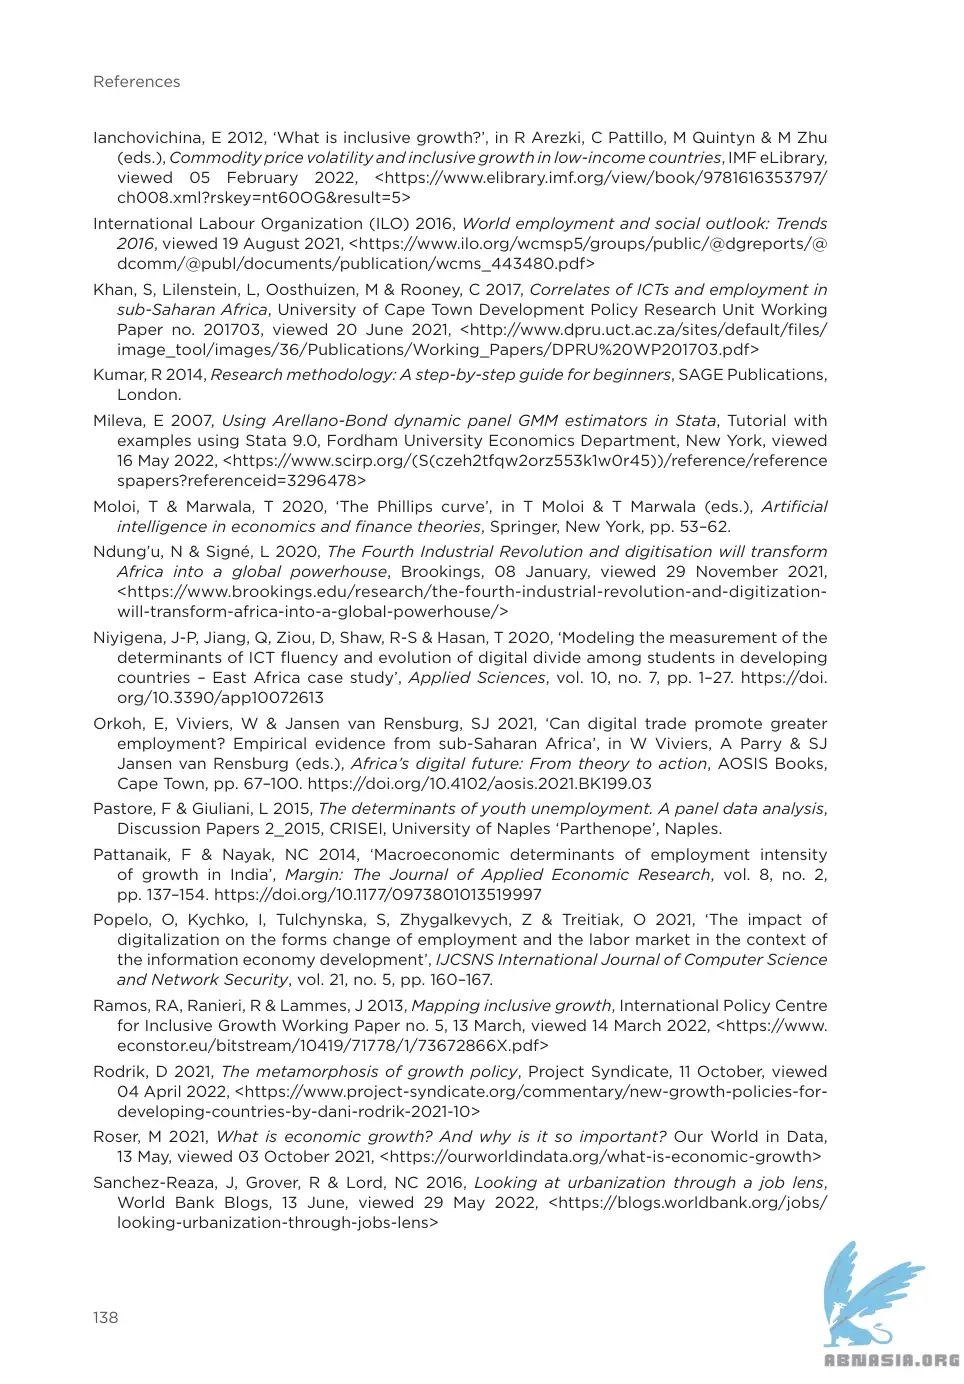 References
Ianchovichina, E 2012, ‘What is inclusive growth?’, in R Arezki, C Pattillo, M Quintyn & M Zhu
(eds.), Commodity price volatility and inclusive growth in low-income countries, IMF eLibrary,
viewed 05 February 2022, <https://www.elibrary.imf.org/view/book/9781616353797/
ch008.xml?rskey=nt60OG&result=5>
International Labour Organization (ILO) 2016, World employment and social outlook: Trends
2016, viewed 19 August 2021, <https://www.ilo.org/wcmsp5/groups/public/@dgreports/@
dcomm/@publ/documents/publication/wcms_443480.pdf>
Khan, S, Lilenstein, L, Oosthuizen, M & Rooney, C 2017, Correlates of ICTs and employment in
sub-Saharan Africa, University of Cape Town Development Policy Research Unit Working
Paper no. 201703, viewed 20 June 2021, <http://www.dpru.uct.ac.za/sites/default/files/
image_tool/images/36/Publications/Working_Papers/DPRU%20WP201703.pdf>
Kumar, R 2014, Research methodology: A step-by-step guide for beginners, SAGE Publications,
London.
Mileva, E 2007, Using Arellano-Bond dynamic panel GMM estimators in Stata, Tutorial with
examples using Stata 9.0, Fordham University Economics Department, New York, viewed
16 May 2022, <https://www.scirp.org/(S(czeh2tfqw2orz553k1w0r45))/reference/reference
spapers?referenceid=3296478>
Moloi, T & Marwala, T 2020, ‘The Phillips curve’, in T Moloi & T Marwala (eds.), Artificial
intelligence in economics and finance theories, Springer, New York, pp. 53–62.
Ndung’u, N & Signé, L 2020, The Fourth Industrial Revolution and digitisation will transform
Africa into a global powerhouse, Brookings, 08 January, viewed 29 November 2021,
<https://www.brookings.edu/research/the-fourth-industrial-revolution-and-digitization-
will-transform-africa-into-a-global-powerhouse/>
Niyigena, J-P, Jiang, Q, Ziou, D, Shaw, R-S & Hasan, T 2020, ‘Modeling the measurement of the
determinants of ICT fluency and evolution of digital divide among students in developing
countries – East Africa case study’, Applied Sciences, vol. 10, no. 7, pp. 1–27. https://doi.
org/10.3390/app10072613
Orkoh, E, Viviers, W & Jansen van Rensburg, SJ 2021, ‘Can digital trade promote greater
employment? Empirical evidence from sub-Saharan Africa’, in W Viviers, A Parry & SJ
Jansen van Rensburg (eds.), Africa’s digital future: From theory to action, AOSIS Books,
Cape Town, pp. 67–100. https://doi.org/10.4102/aosis.2021.BK199.03
Pastore, F & Giuliani, L 2015, The determinants of youth unemployment. A panel data analysis,
Discussion Papers 2_2015, CRISEI, University of Naples ‘Parthenope’, Naples.
Pattanaik, F & Nayak, NC 2014, ‘Macroeconomic determinants of employment intensity
of growth in India’, Margin: The Journal of Applied Economic Research, vol. 8, no. 2,
pp. 137–154. https://doi.org/10.1177/0973801013519997
Popelo, O, Kychko, I, Tulchynska, S, Zhygalkevych, Z & Treitiak, O 2021, ‘The impact of
digitalization on the forms change of employment and the labor market in the context of
the information economy development’, IJCSNS International Journal of Computer Science
and Network Security, vol. 21, no. 5, pp. 160–167.
Ramos, RA, Ranieri, R & Lammes, J 2013, Mapping inclusive growth, International Policy Centre
for Inclusive Growth Working Paper no. 5, 13 March, viewed 14 March 2022, <https://www.
econstor.eu/bitstream/10419/71778/1/73672866X.pdf>
Rodrik, D 2021, The metamorphosis of growth policy, Project Syndicate, 11 October, viewed
04 April 2022, <https://www.project-syndicate.org/commentary/new-growth-policies-for-
developing-countries-by-dani-rodrik-2021-10>
Roser, M 2021, What is economic growth? And why is it so important? Our World in Data,
13 May, viewed 03 October 2021, <https://ourworldindata.org/what-is-economic-growth>
Sanchez-Reaza, J, Grover, R & Lord, NC 2016, Looking at urbanization through a job lens,
World Bank Blogs, 13 June, viewed 29 May 2022, <https://blogs.worldbank.org/jobs/
looking-urbanization-through-jobs-lens>
138
ABNASIA.ORG